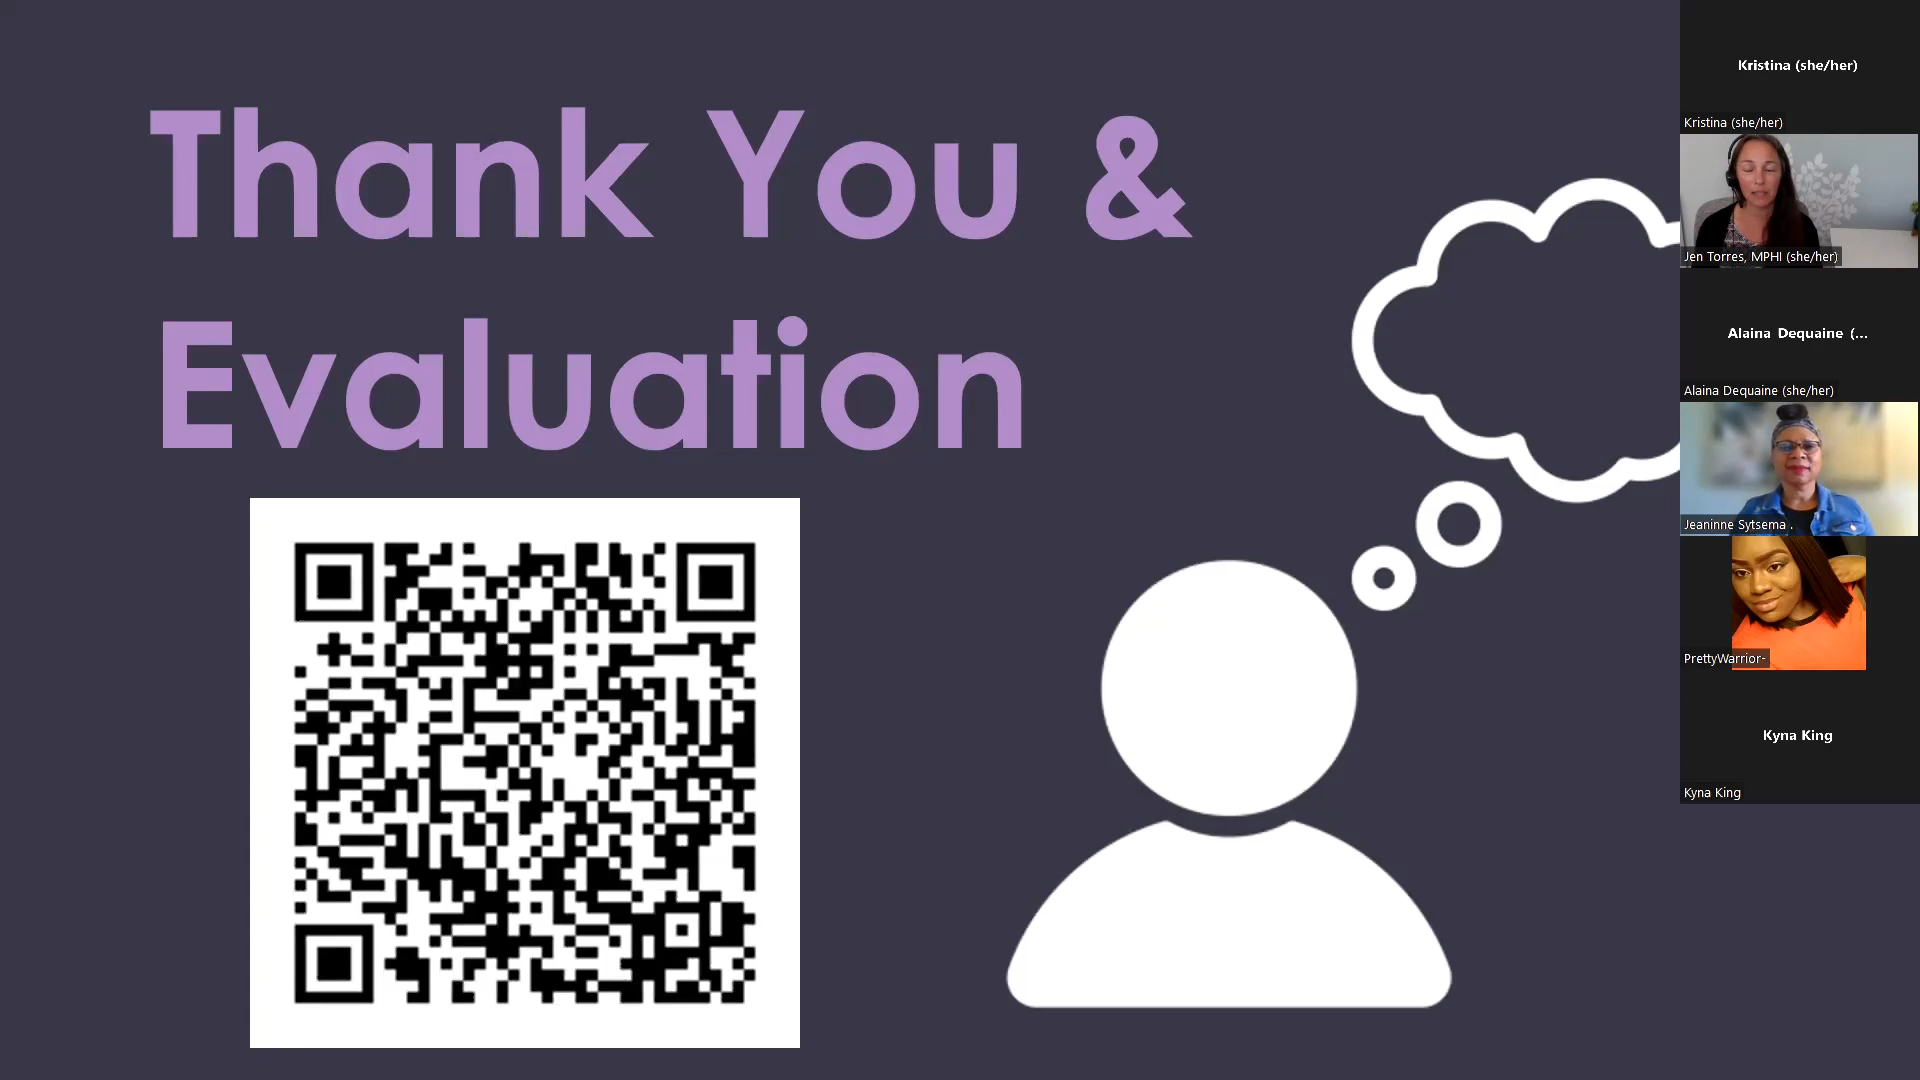 Thank You &
Evaluation
Kristina (she/her)
Kristina (she/her)
Jen Torres, MPHI (she/her)
Alaina Dequaine (...
Alaina Dequaine (she/her)
Jeaninne Sytsema .
PrettyWarrior-
Kyna King
Kyna King